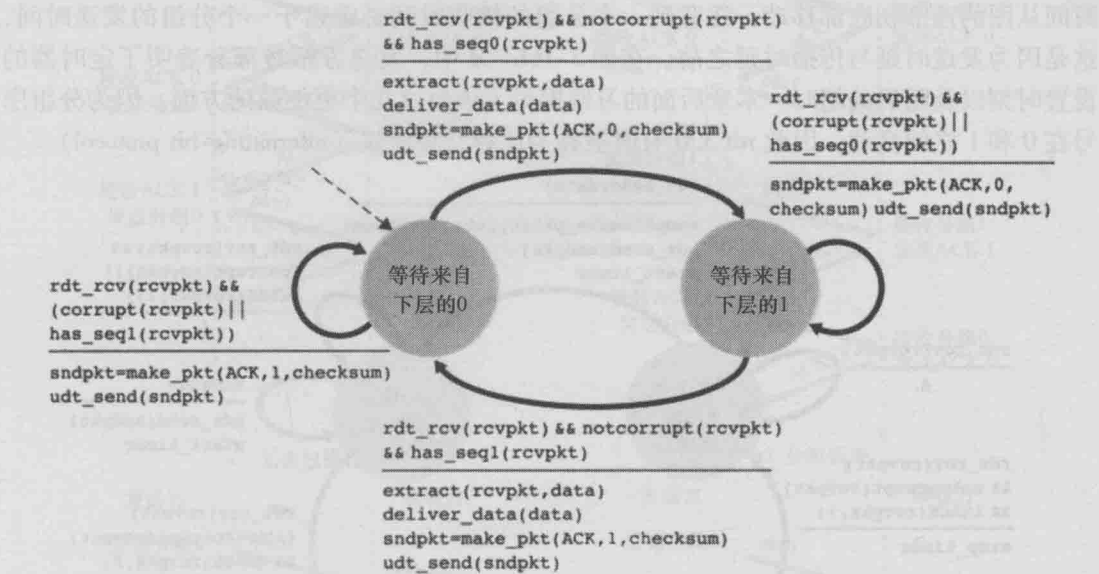 rdt_rcv(rcvpkt) && notcorrupt(rcvpkt)
&& has_seq0(rcvpkt)
extract(rcvpkt,data)
deliver_data(data)
sndpkt=make_pkt(ACK,0,checksum)
udt_send(sndpkt)
rdt_rcv(rcvpkt) &&
(corrupt(rcvpkt)||
has_seq0(rcvpkt))
sndpkt=make_pkt(ACK,0,
checksum) udt_send(sndpkt)
等待来自
下层的0
等待来自
下层的1
rdt_rcv(rcvpkt) &&
(corrupt(rcvpkt)||
has_seq1(rcvpkt))
sndpkt=make_pkt(ACK,1,checksum)
udt_send(sndpkt)
rdt_rcv(rcvpkt) && notcorrupt(rcvpkt)
&& has_seq1(rcvpkt)
extract(rcvpkt,data)
deliver_data(data)
sndpkt=make_pkt(ACK,1,checksum)
udt_send(sndpkt)